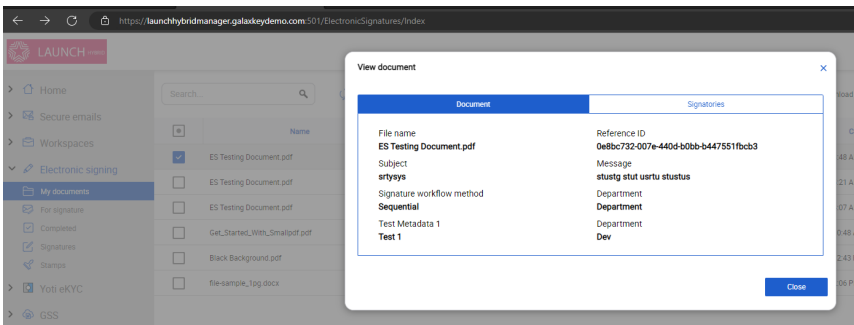 https://launchhybridmanager.galaxkeydemo.com:501/ElectronicSignatures/Index
LAUNCH
View document
Home
Search...
Document
Signatories
Secure emails
Name
File name
Reference ID
Workspaces
ES Testing Document.pdf
0e8bc732-007e-440d-b0bb-b447551fbcb3
ES Testing Document.pdf
Subject
Message
Electronic signing
srtysys
stustg stut usrtu stustus
ES Testing Document.pdf
My documents
Signature workflow method
Department
For signature
ES Testing Document.pdf
Sequential
Department
Completed
Get_Started_With_Smallpdf.pdf
Test Metadata 1
Department
Test 1
Dev
Signatures
Black Background.pdf
Stamps
file-sample_1pg.docx
Close
Yoti eKYC
GSS